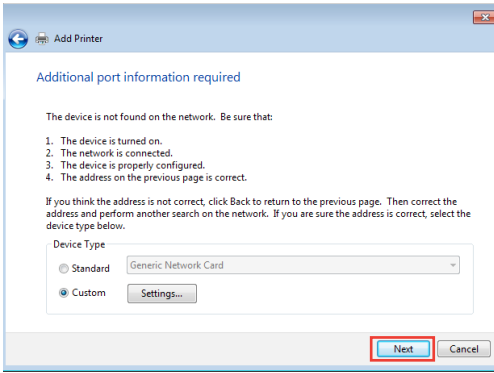 Add Printer
Additional port information required
The device is not found on the network. Be sure that:
1. The device is turned on.
2. The network is connected.
3. The device is properly configured.
4. The address on the previous page is correct.
If you think the address is not correct, click Back to return to the previous page. Then correct the
address and perform another search on the network. If you are sure the address is correct, select the
device type below.
Device Type
Standard
Generic Network Card
Custom
Settings...
Next
Cancel